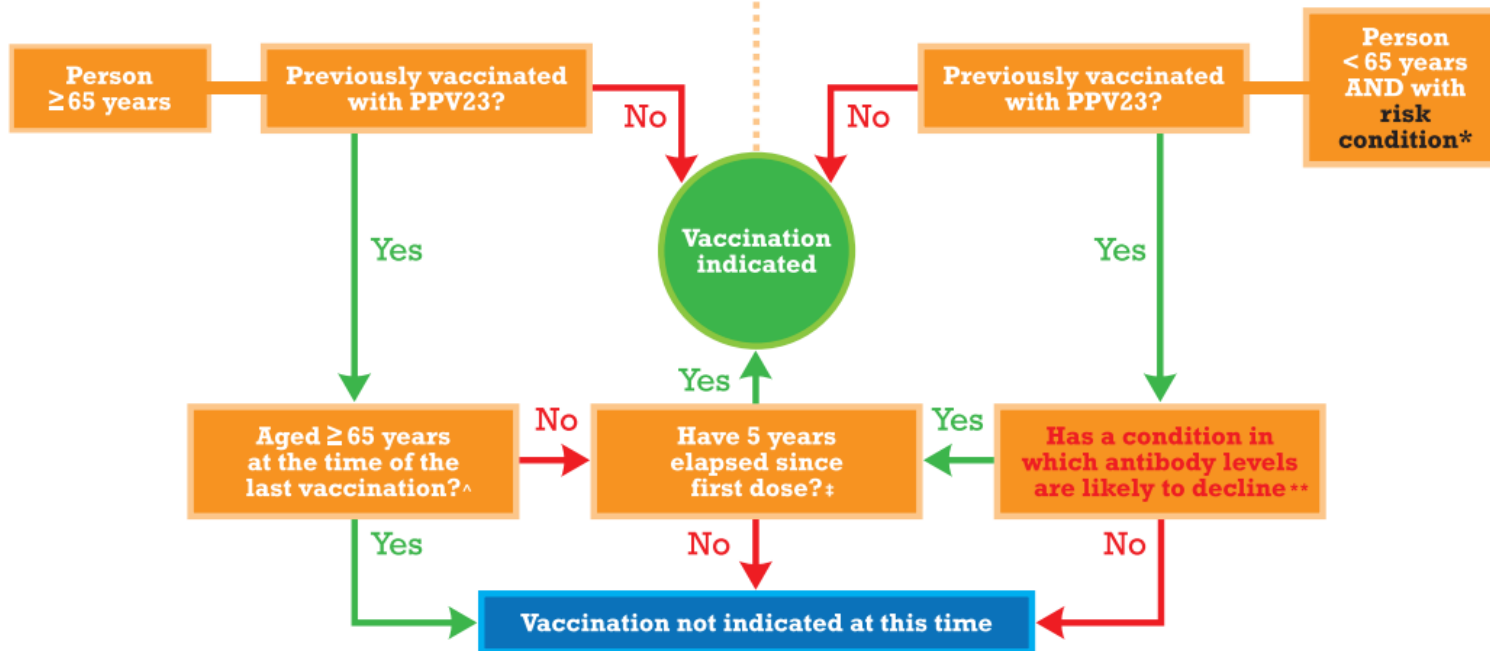 Person
≥ 65 years
Previously vaccinated
with PPV23?
No
Yes
Previously vaccinated
with PPV23?
Person
< 65 years
AND with
risk
condition*
No
Yes
Vaccination
indicated
Aged ≥ 65 years
at the time of the
last vaccination?^
No
Yes
Have 5 years
elapsed since
first dose?‡
Yes
No
Has a condition in
which antibody levels
are likely to decline**
Yes
No
Vaccination not indicated at this time